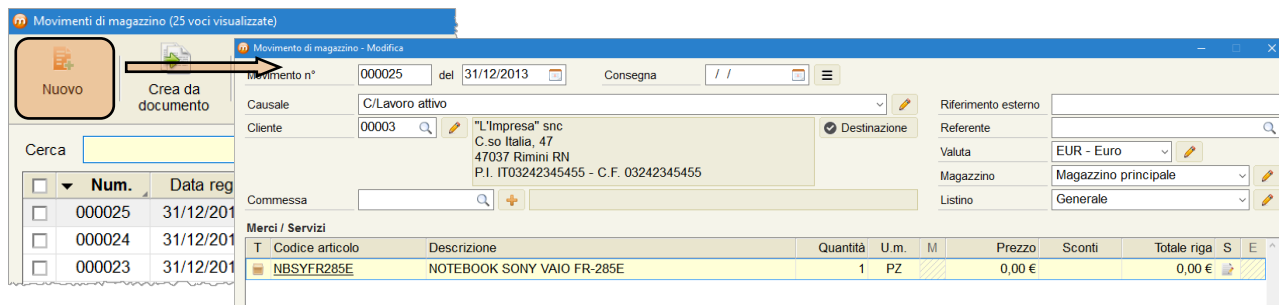 Movimenti di magazzino (25 voci visualizzate)
Nuovo
Crea da
documento
Cerca
Num. Data reg
000025 31/12/201
000024 31/12/201
000023 31/12/201
Movimento di magazzino - Modifica
Movimento n° 000025 del 31/12/2013 Consegna / /
Causale C/Lavoro attivo Riferimento esterno
Cliente 00003 "L'Impresa" snc Destinazione Referente
C.so Italia, 47
47037 Rimini RN Valuta EUR - Euro
P.I. IT03242345455 - C.F. 03242345455 Magazzino Magazzino principale
Commessa Listino Generale
Merci / Servizi
T Codice articolo Descrizione Quantità U.m. M Prezzo Sconti Totale riga S E
NBSYFR285E NOTEBOOK SONY VAIO FR-285E 1 PZ 0,00 € 0,00 €